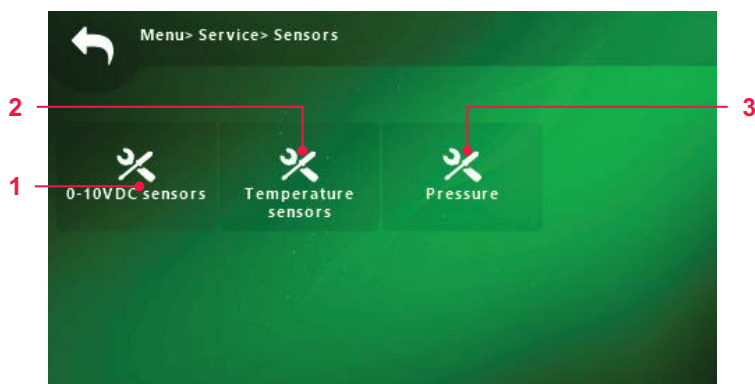 Menu> Service> Sensors
2
3
1
0-10VDC sensors
Temperature
sensors
Pressure